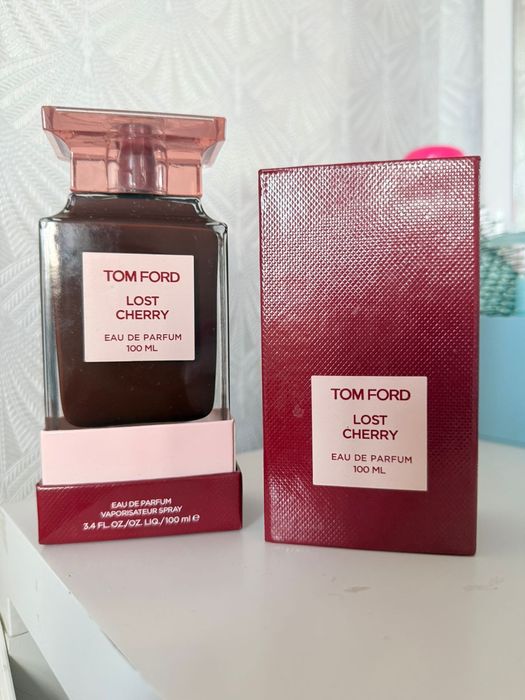 TOM FORD
LOST
CHERRY
EAU DE PARFUM
100 ML
EAU DE PARFUM
VAPORISATEUR SPRAY
3.4 FL. OZ./OZ. LIQ./100 ml ℮
TOM FORD
LOST
CHERRY
EAU DE PARFUM
100 ML